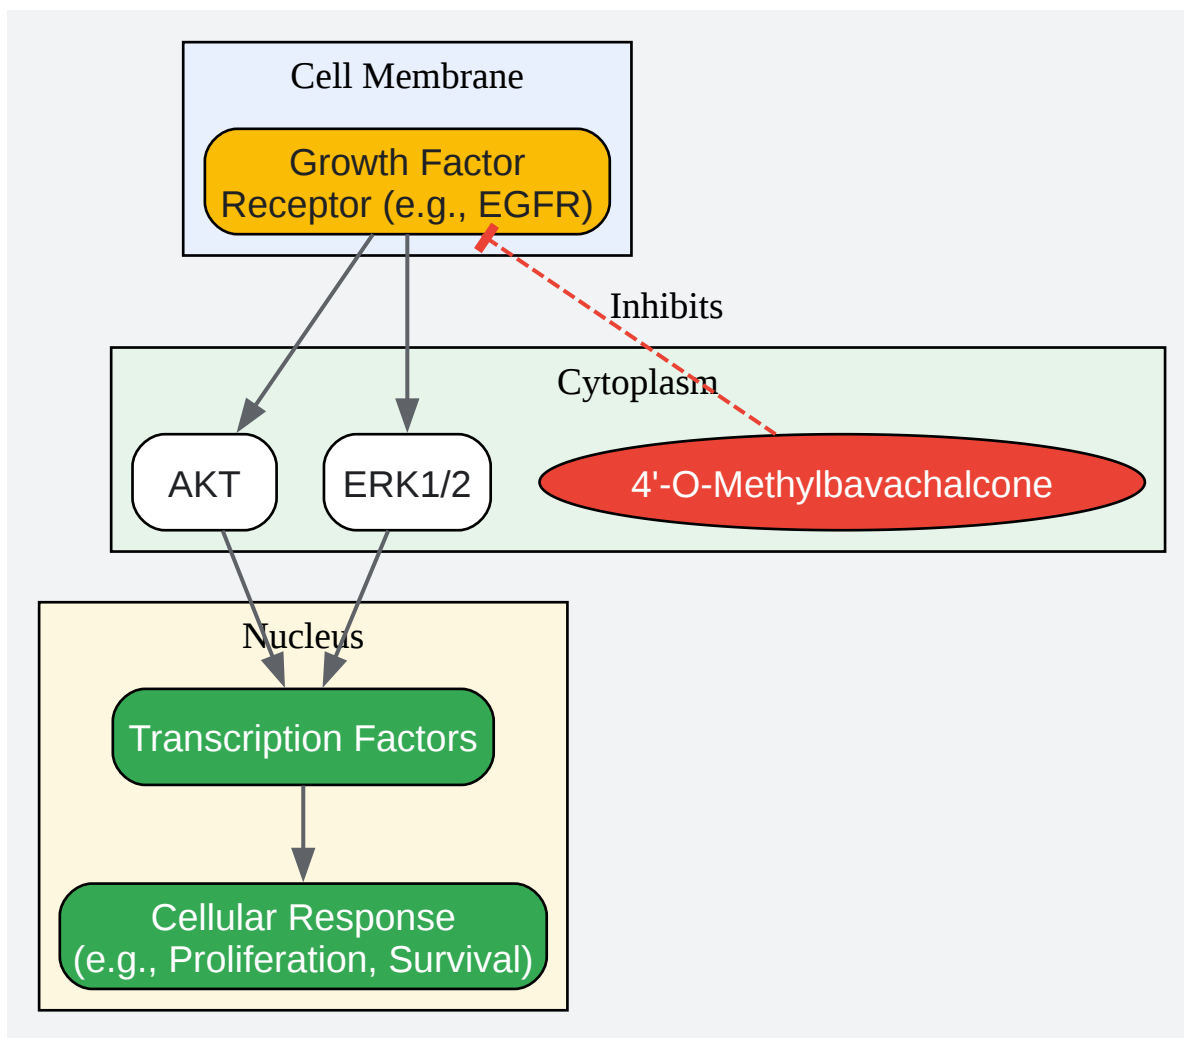 Cell Membrane
Growth Factor
Receptor (e.g., EGFR)
Inhibits
Cytoplasm
AKT
ERK1/2
4'-O-Methylbavachalcone
Nucleus
Transcription Factors
Cellular Response
(e.g., Proliferation, Survival)